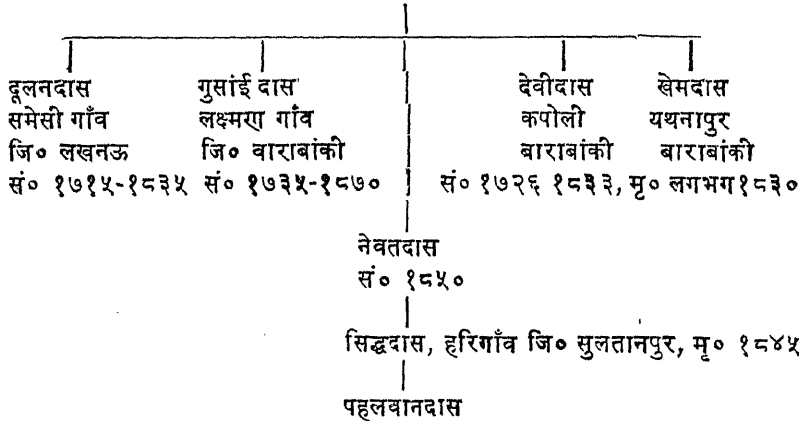 दूलनदास गुसांई दास देवीदास खेमदास
समेसी गाँव लक्ष्मण गाँव कपोली यथनापुर
जि० लखनऊ जि० वाराबांकी बाराबांकी बाराबांकी
सं० १७१५-१८३५ सं० १७३५-१८७० सं० १७२६ १८३३, मृ० लगभग १८३०
नेवतदास
सं० १८५०
सिद्धदास, हरिगाँव जि० सुलतानपुर, मृ० १८४५
पहलवानदास